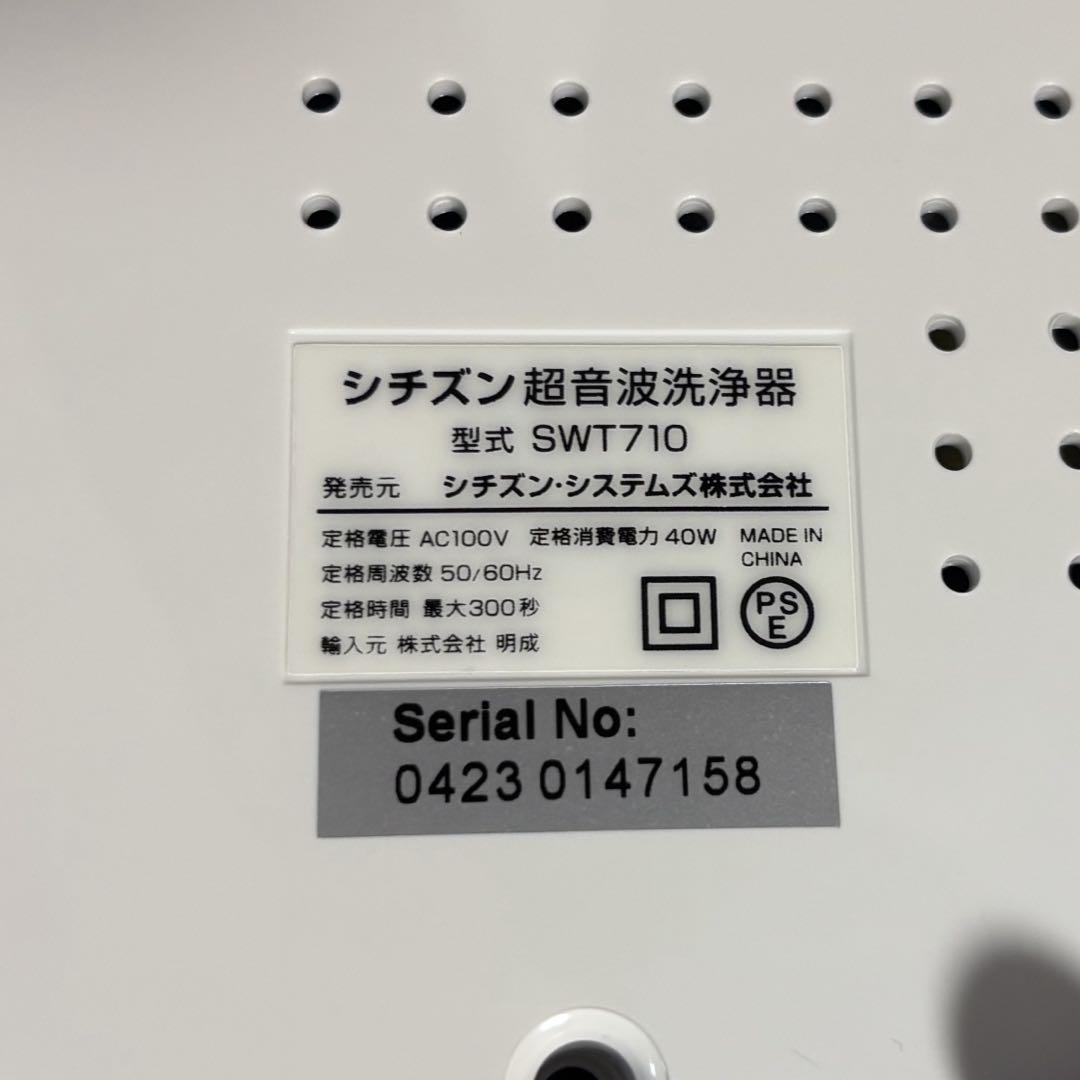 シチズン 超音波洗浄器
型式 SWT710
発売元 シチズン・システムズ株式会社
定格電圧 AC100V 定格消費電力 40W MADE IN
CHINA
定格周波数 50/60Hz
定格時間 最大300秒
輸入元 株式会社 明成
PS
E
Serial No:
0423 0147158